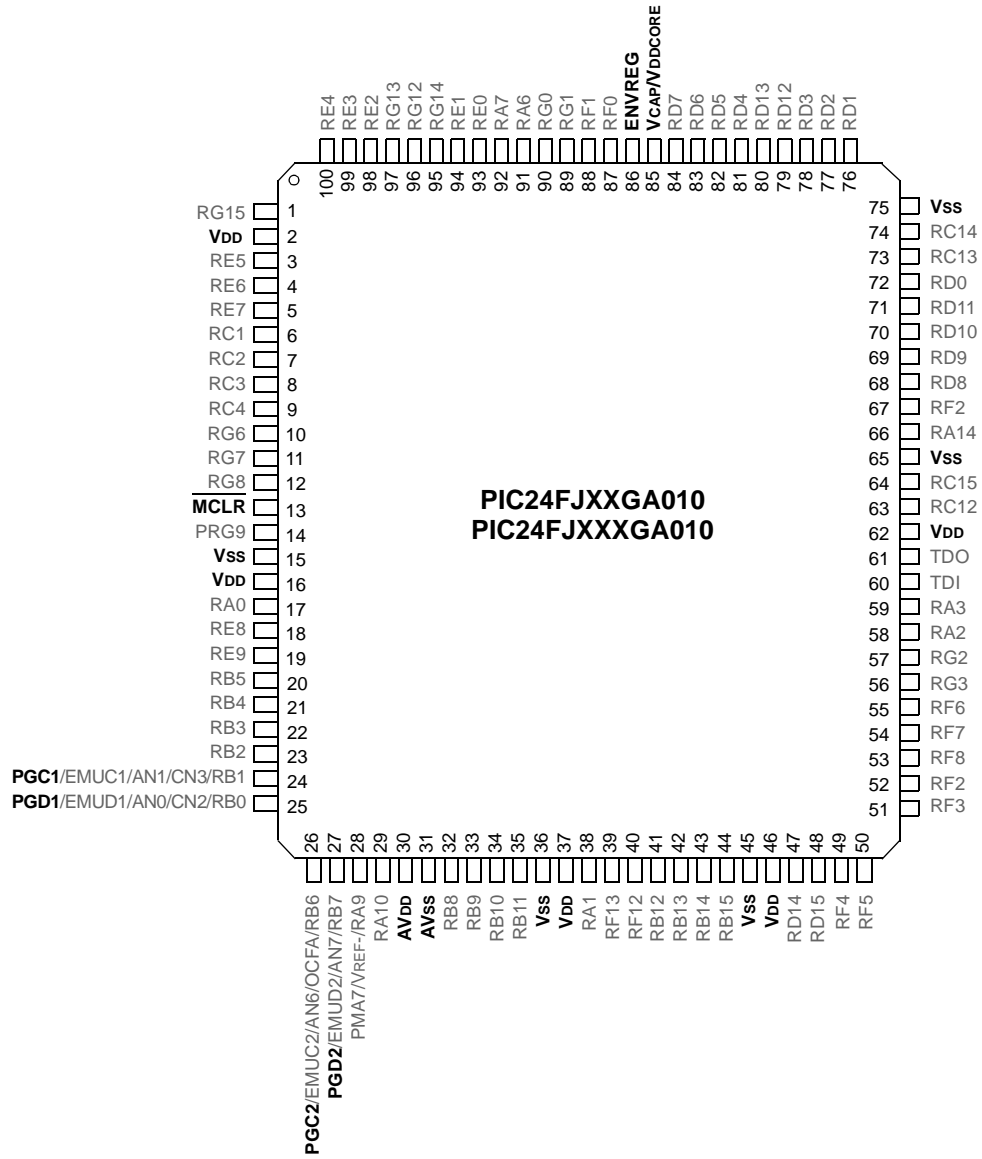 RE4
RE3
RE2
RG13
RG12
RG14
RE1
RE0
RA7
RA6
RG0
RG1
RF1
RF0
ENVREG
VCAP/VDDCORE
RD7
RD6
RD5
RD4
RD13
RD12
RD3
RD2
RD1
100
99
98
97
96
95
94
93
92
91
90
89
88
87
86
85
84
83
82
81
80
79
78
77
76
RG15 1
VDD 2
RE5 3
RE6 4
RE7 5
RC1 6
RC2 7
RC3 8
RC4 9
RG6 10
RG7 11
RG8 12
MCLR 13
PRG9 14
VSS 15
VDD 16
RA0 17
RE8 18
RE9 19
RB5 20
RB4 21
RB3 22
RB2 23
PGC1/EMUC1/AN1/CN3/RB1 24
PGD1/EMUD1/AN0/CN2/RB0 25
PIC24FJXXGA010
PIC24FJXXXGA010
75 VSS
74 RC14
73 RC13
72 RD0
71 RD11
70 RD10
69 RD9
68 RD8
67 RF2
66 RA14
65 VSS
64 RC15
63 RC12
62 VDD
61 TDO
60 TDI
59 RA3
58 RA2
57 RG2
56 RG3
55 RF6
54 RF7
53 RF8
52 RF2
51 RF3
26
27
28
29
30
31
32
33
34
35
36
37
38
39
40
41
42
43
44
45
46
47
48
49
50
PGC2/EMUC2/AN6/OCFA/RB6
PGD2/EMUD2/AN7/RB7
PMA7/VREF-/RA9
RA10
AVDD
AVSS
RB8
RB9
RB10
RB11
VSS
VDD
RA1
RF13
RF12
RB12
RB13
RB14
RB15
VSS
VDD
RD14
RD15
RF4
RF5